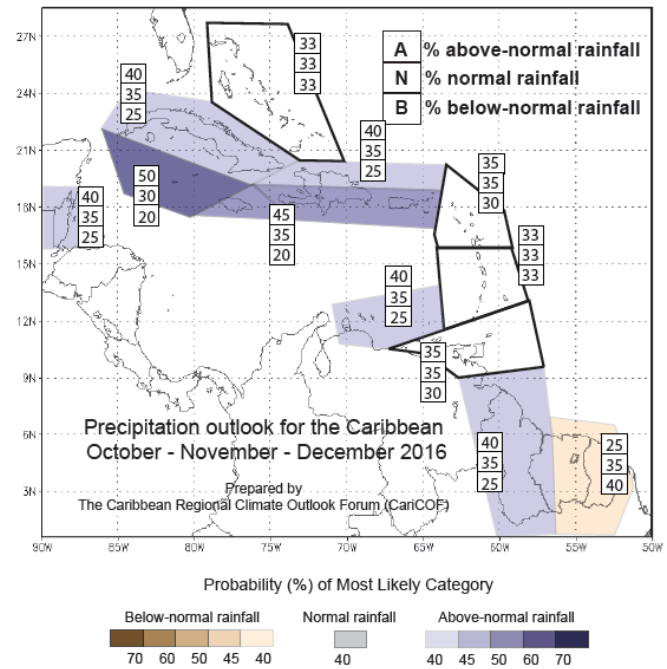 27N
24N
21N
18N
15N
12N
9N
6N
3N
A % above-normal rainfall
N % normal rainfall
B % below-normal rainfall
33
33
33
40
35
25
40
35
25
50
30
20
45
35
20
40
35
25
35
35
30
33
33
33
40
35
25
35
35
30
40
35
25
25
35
40
Precipitation outlook for the Caribbean
October - November - December 2016
Prepared by
The Caribbean Regional Climate Outlook Forum (CariCOF)
90W 85W 80W 75W 70W 65W 60W 55W 50W
Probability (%) of Most Likely Category
Below-normal rainfall Normal rainfall Above-normal rainfall
70 60 50 45 40 40 40 45 50 60 70